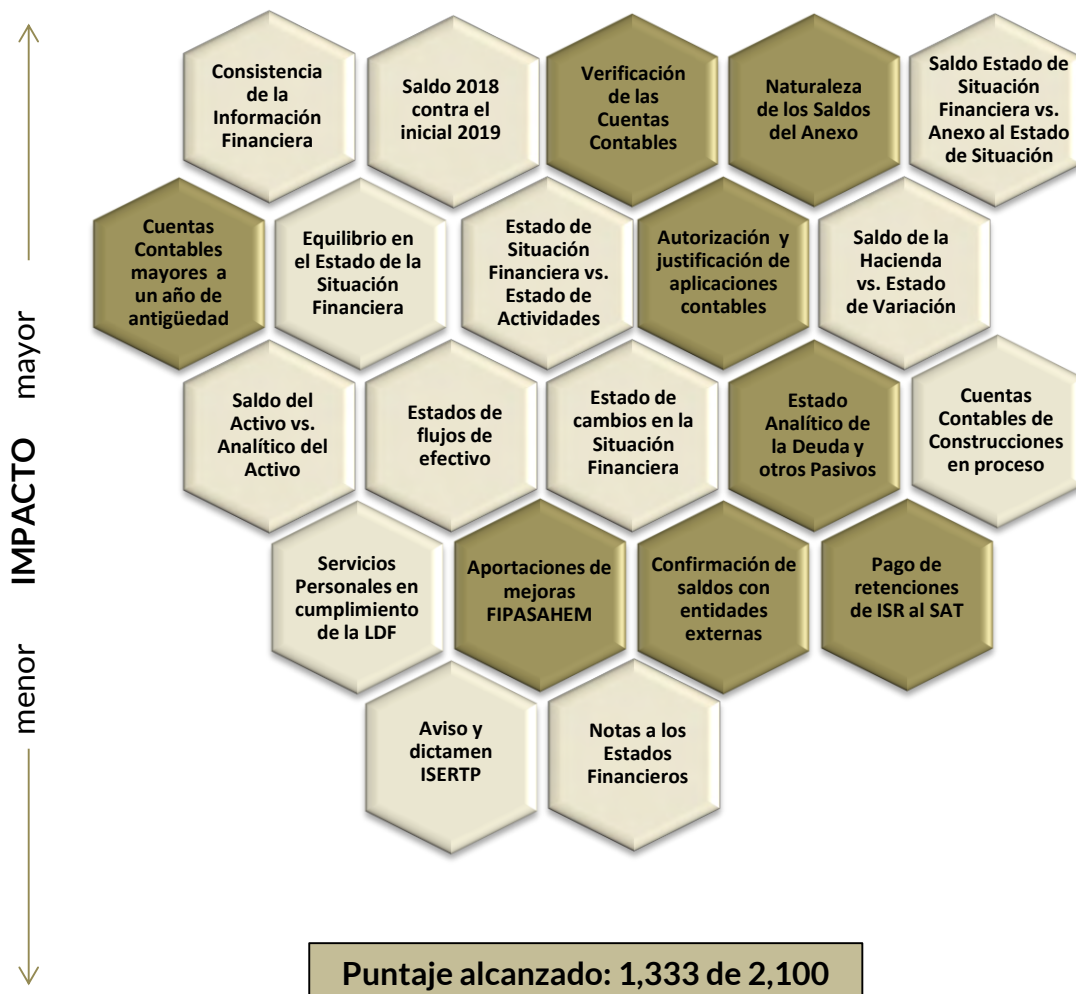 Consistencia
de la
Información
Financiera
Saldo 2018
contra el
inicial 2019
Verificación
de las
Cuentas
Contables
Naturaleza
de los Saldos
del Anexo
Saldo Estado de
Situación
Financiera vs.
Anexo al Estado
de Situación
Cuentas
Contables
mayores a
un año de
antigüedad
Equilibrio en
el Estado de la
Situación
Financiera
Estado de
Situación
Financiera vs.
Estado de
Actividades
Autorización y
justificación de
aplicaciones
contables
Saldo de la
Hacienda
vs. Estado
de Variación
Saldo del
Activo vs.
Analítico del
Activo
Estados de
flujos de
efectivo
Estado de
cambios en la
Situación
Financiera
Estado
Analítico de
la Deuda y
otros Pasivos
Cuentas
Contables de
Construcciones
en proceso
Servicios
Personales en
cumplimiento
de la LDF
Aportaciones de
mejoras
FIPASAHEM
Confirmación de
saldos con
entidades
externas
Pago de
retenciones
de ISR al SAT
Aviso y
dictamen
ISERTP
Notas a los
Estados
Financieros
menor IMPACTO mayor
Puntaje alcanzado: 1,333 de 2,100